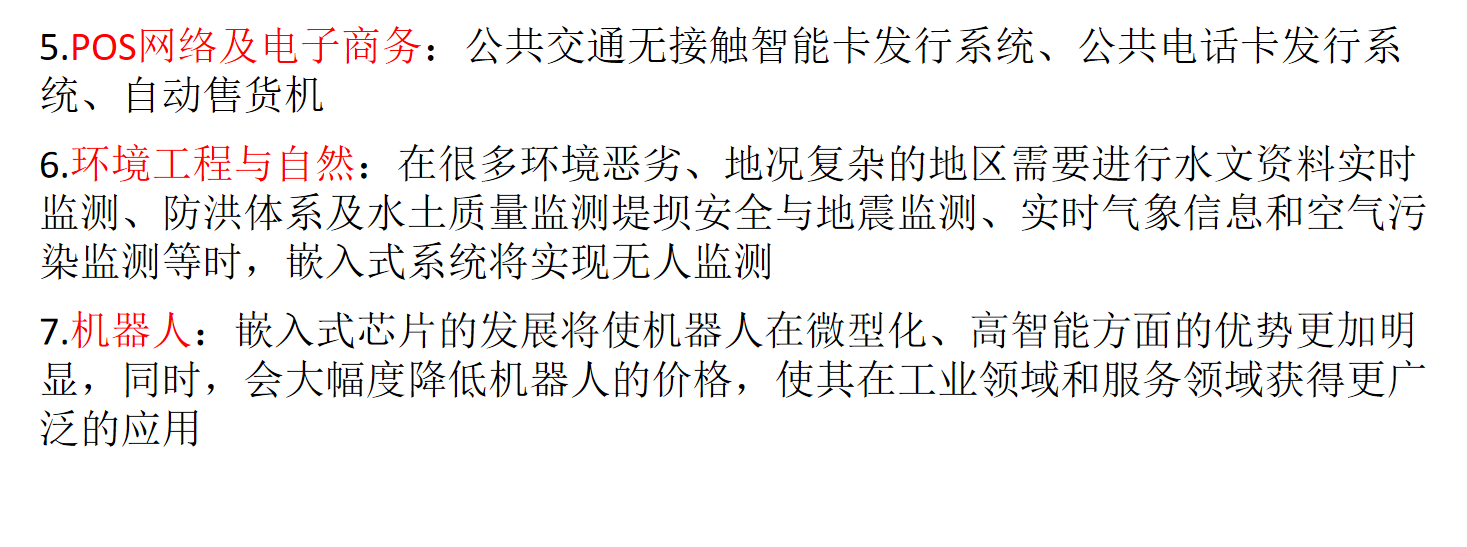 5.POS网络及电子商务：公共交通无接触智能卡发行系统、公共电话卡发行系
统、自动售货机
6.环境工程与自然：在很多环境恶劣、地况复杂的地区需要进行水文资料实时
监测、防洪体系及水土质量监测堤坝安全与地震监测、实时气象信息和空气污
染监测等时，嵌入式系统将实现无人监测
7.机器人：嵌入式芯片的发展将使机器人在微型化、高智能方面的优势更加明
显，同时，会大幅度降低机器人的价格，使其在工业领域和服务领域获得更广
泛的应用